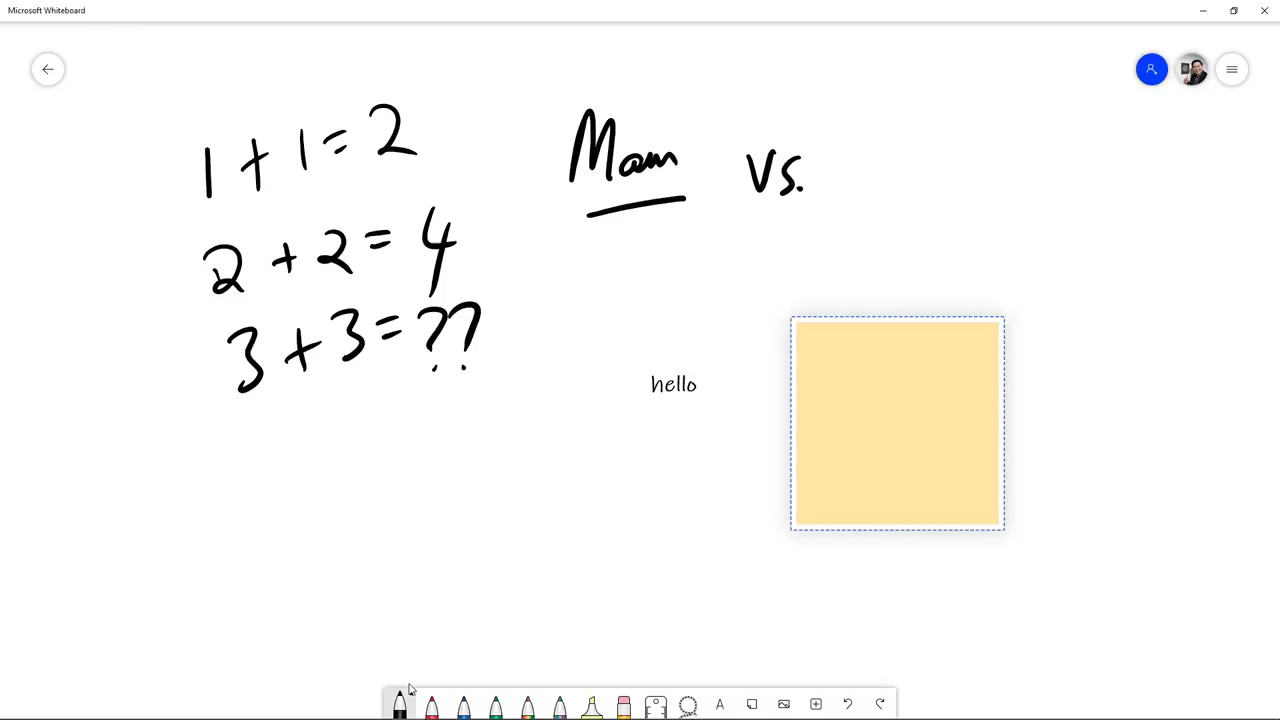 Microsoft Whiteboard
1 + 1 = 2
2 + 2 = 4
3 + 3 = ??
Mam vs.
hello
A